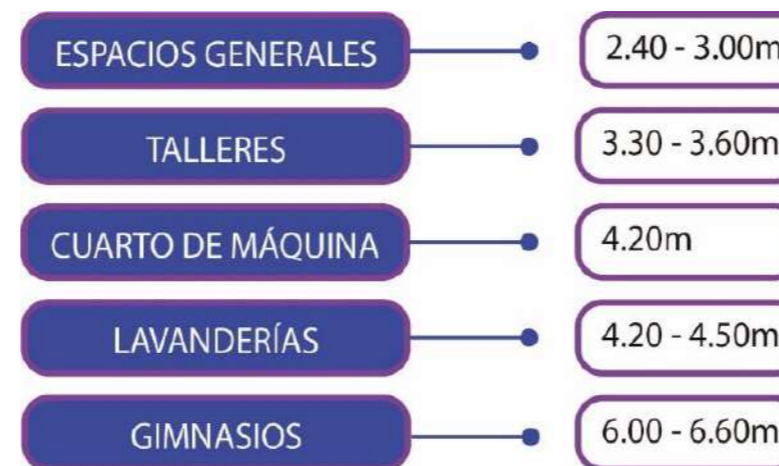 ESPACIOS GENERALES 2.40 - 3.00m
TALLERES 3.30 - 3.60m
CUARTO DE MÁQUINA 4.20m
LAVANDERÍAS 4.20 - 4.50m
GIMNASIOS 6.00 - 6.60m